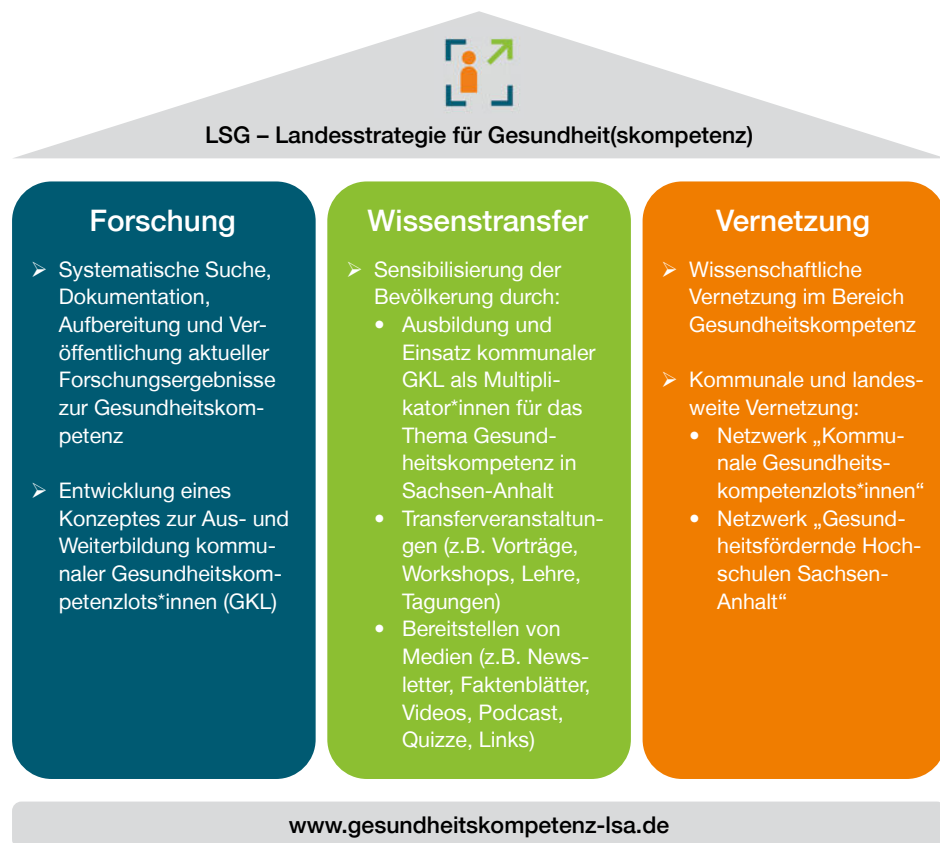 LSG – Landesstrategie für Gesundheit(skompetenz)
Forschung
➢ Systematische Suche,
Dokumentation,
Aufbereitung und Ver-
öffentlichung aktueller
Forschungsergebnisse
zur Gesundheitskom-
petenz
➢ Entwicklung eines
Konzeptes zur Aus- und
Weiterbildung kommu-
naler Gesundheitskom-
petenzlots*innen (GKL)
Wissenstransfer
➢ Sensibilisierung der
Bevölkerung durch:
• Ausbildung und
Einsatz kommunaler
GKL als Multipli-
kator*innen für das
Thema Gesund-
heitskompetenz in
Sachsen-Anhalt
• Transferveranstaltun-
gen (z.B. Vorträge,
Workshops, Lehre,
Tagungen)
• Bereitstellen von
Medien (z.B. News-
letter, Faktenblätter,
Videos, Podcast,
Quizze, Links)
Vernetzung
➢ Wissenschaftliche
Vernetzung im Bereich
Gesundheitskompetenz
➢ Kommunale und landes-
weite Vernetzung:
• Netzwerk „Kommu-
nale Gesundheits-
kompetenzlots*innen“
• Netzwerk „Gesund-
heitsfördernde Hoch-
schulen Sachsen-
Anhalt“
www.gesundheitskompetenz-lsa.de